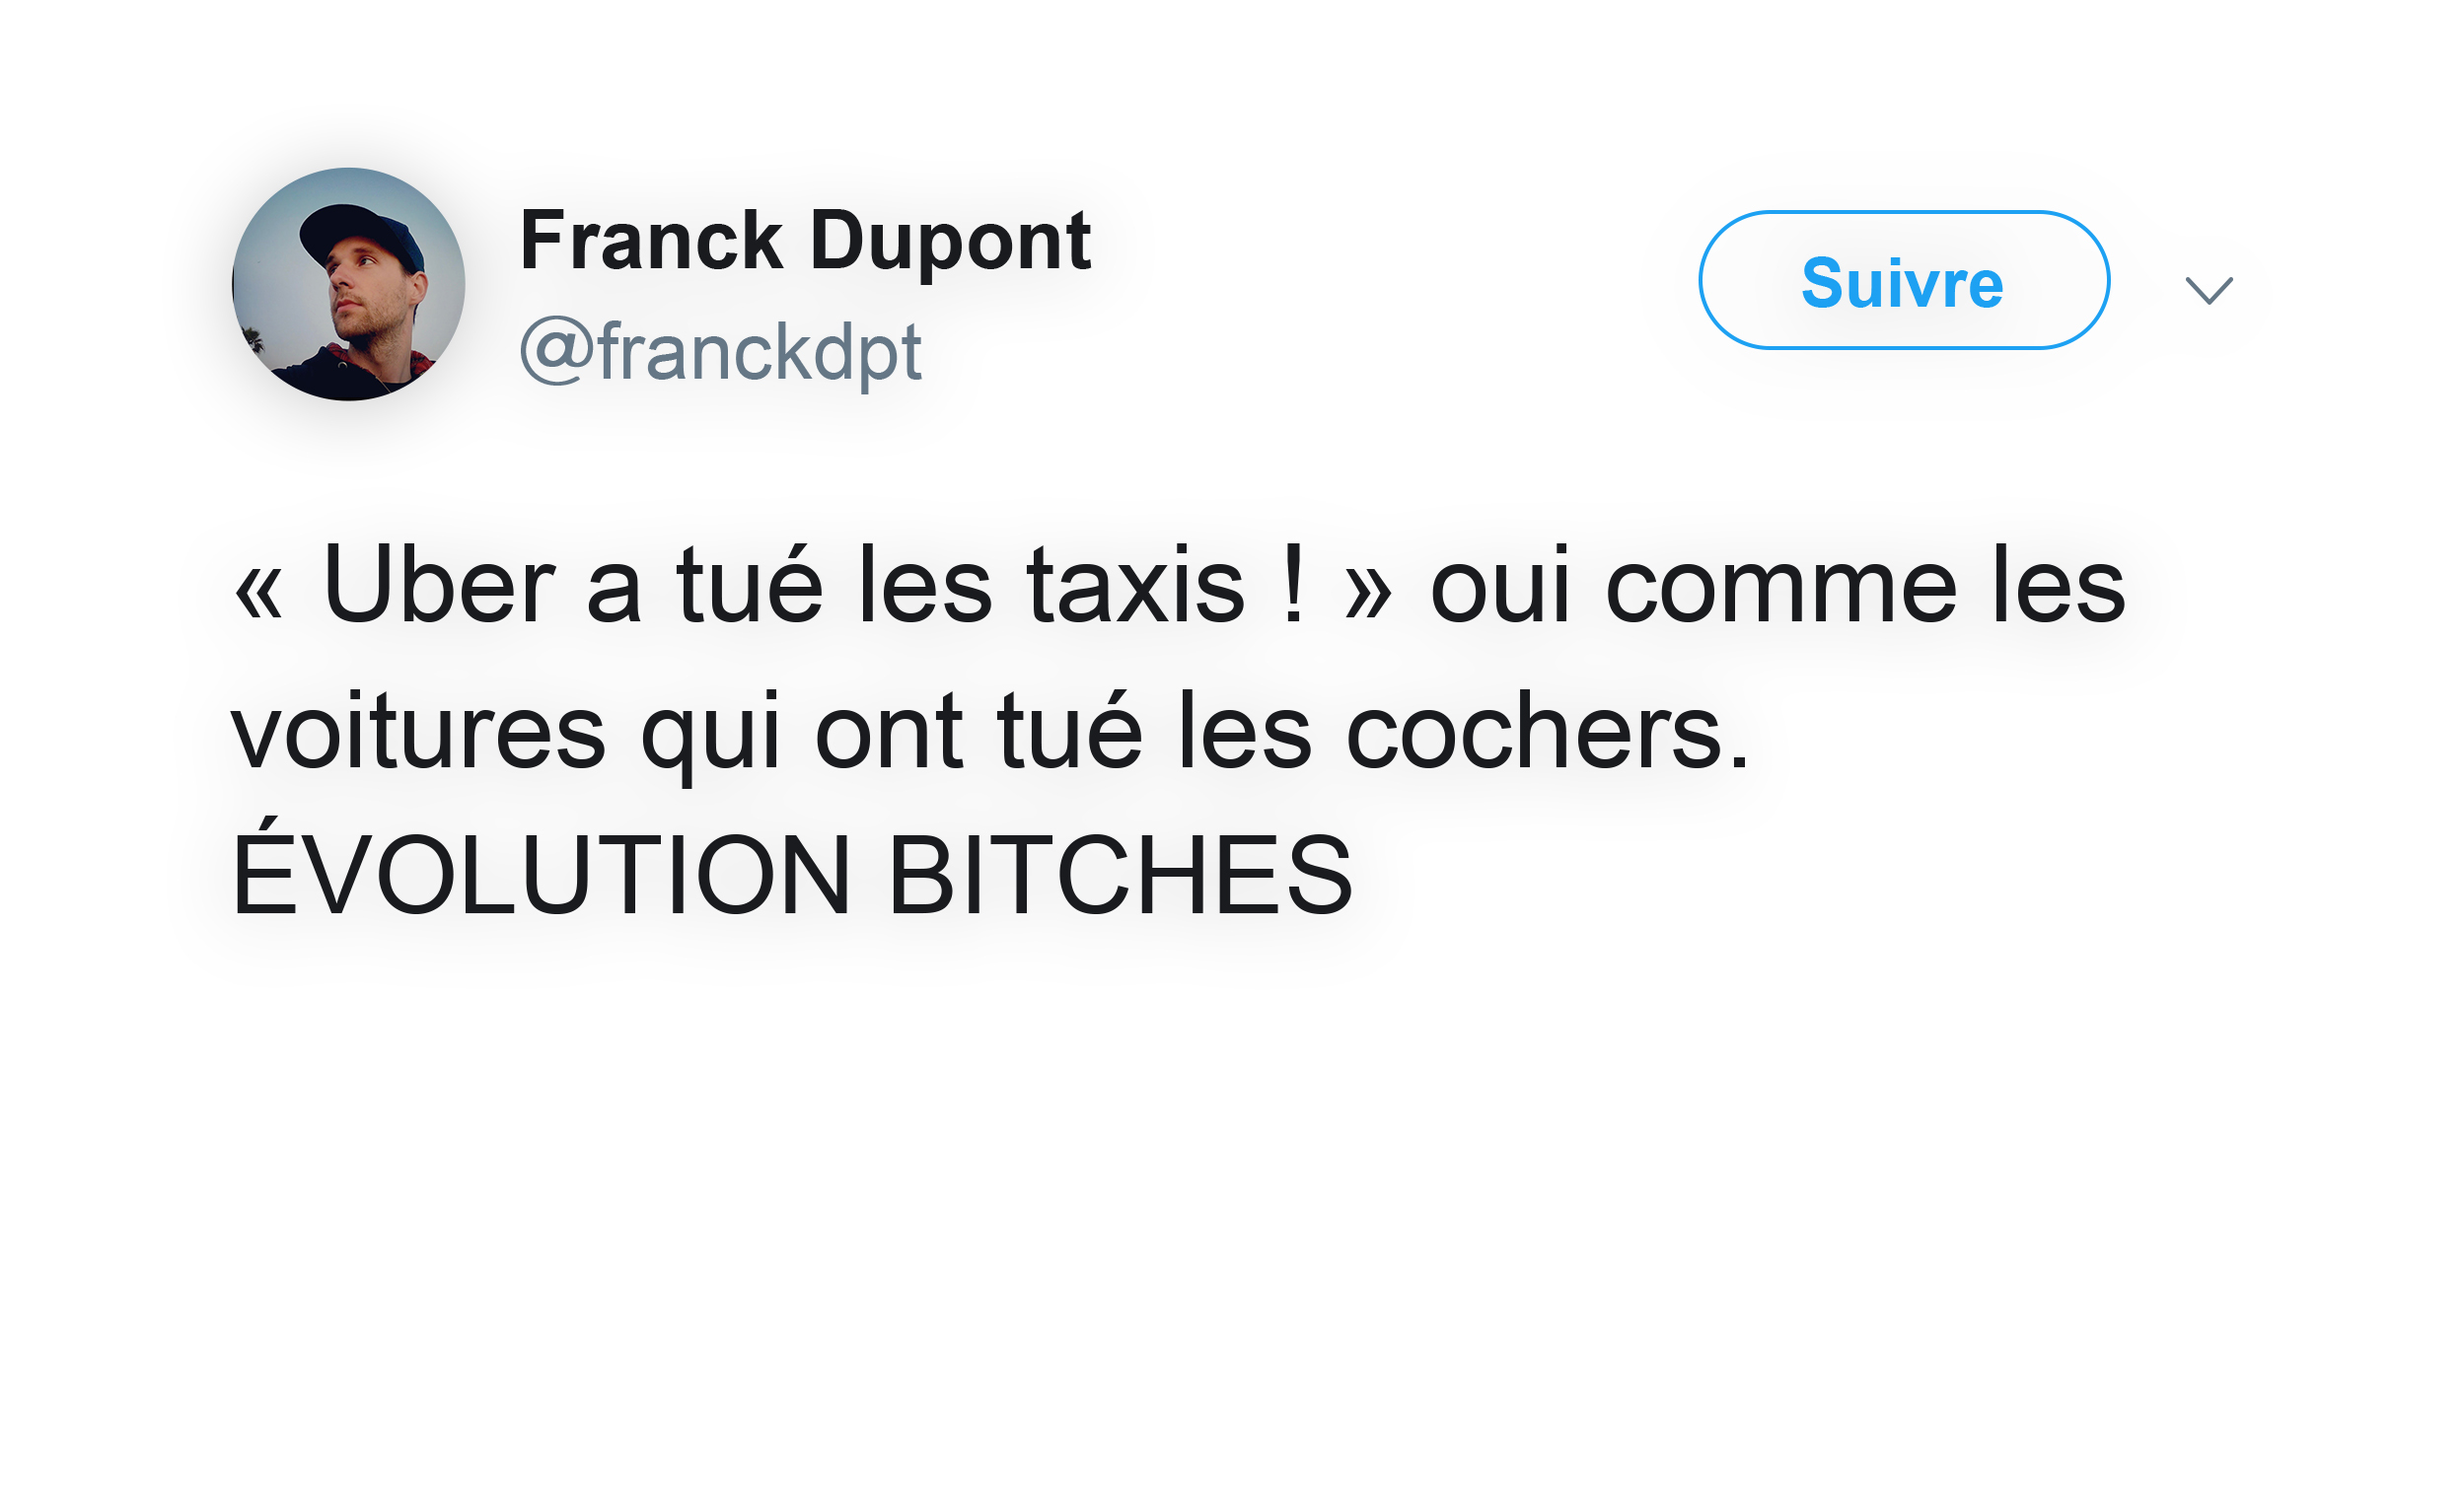 Franck Dupont
@franckdpt
Suivre
« Uber a tué les taxis ! » oui comme les
voitures qui ont tué les cochers.
ÉVOLUTION BITCHES